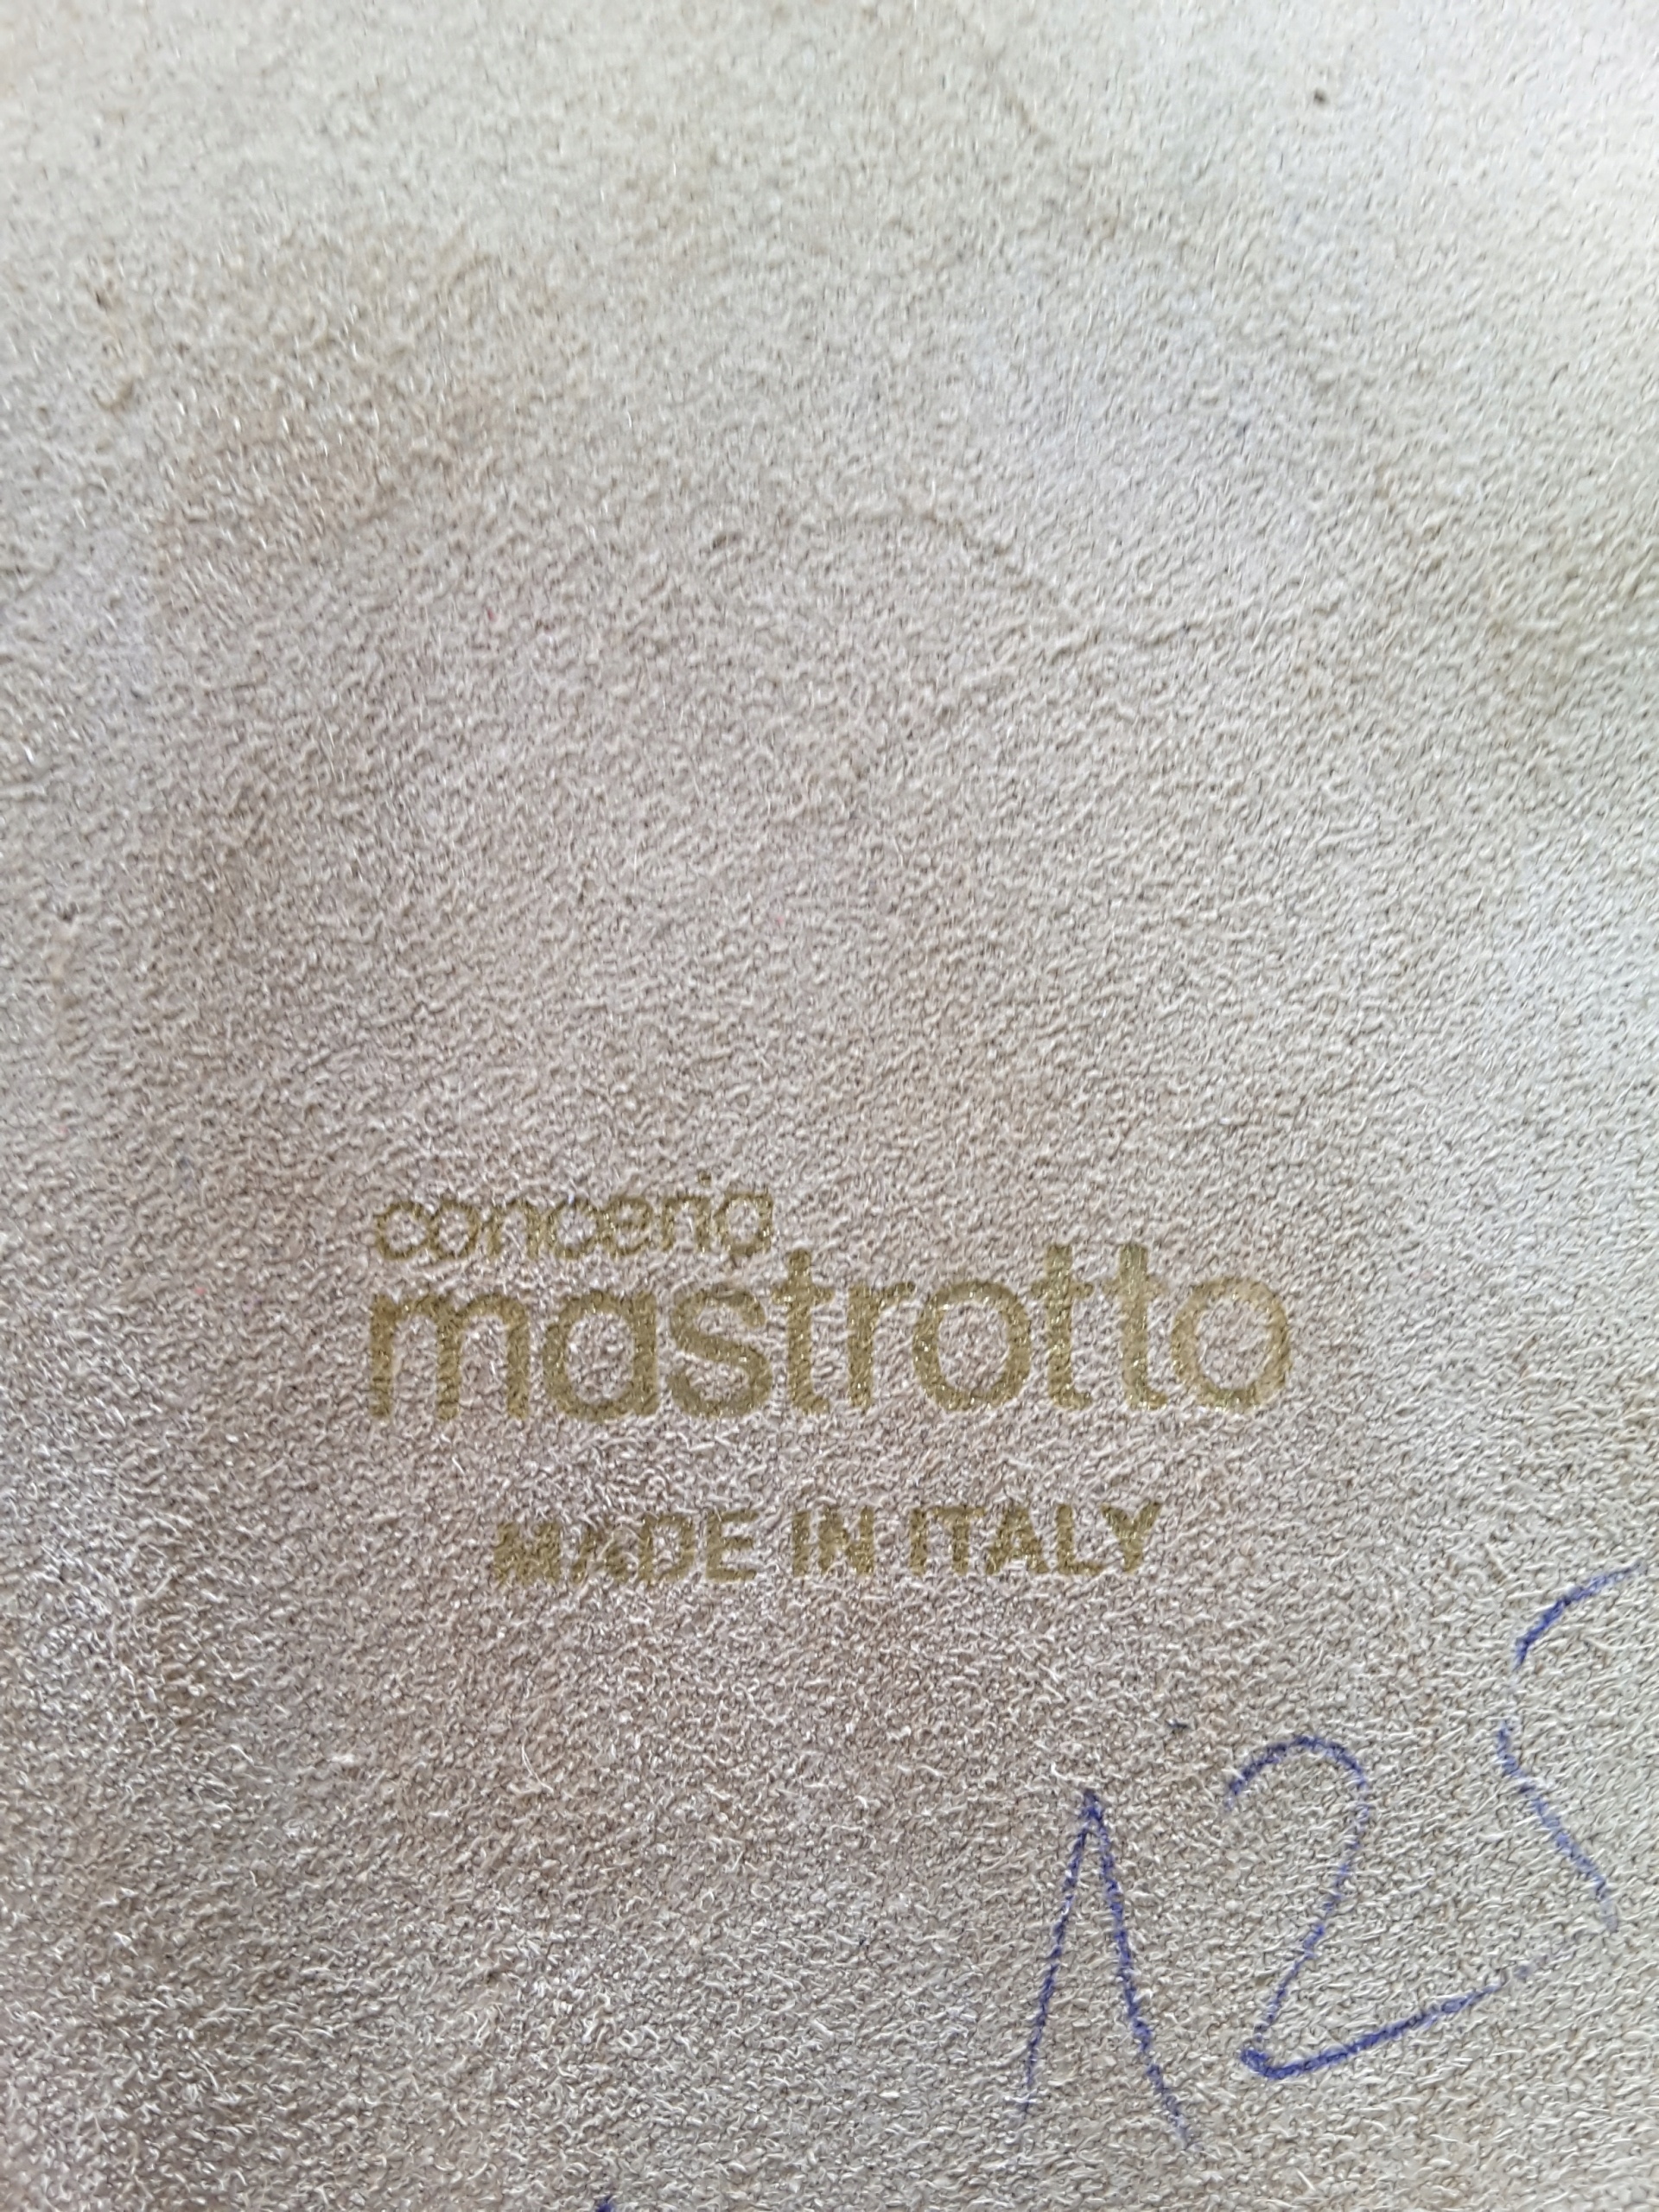 conceria
mastrotto
MADE IN ITALY
125